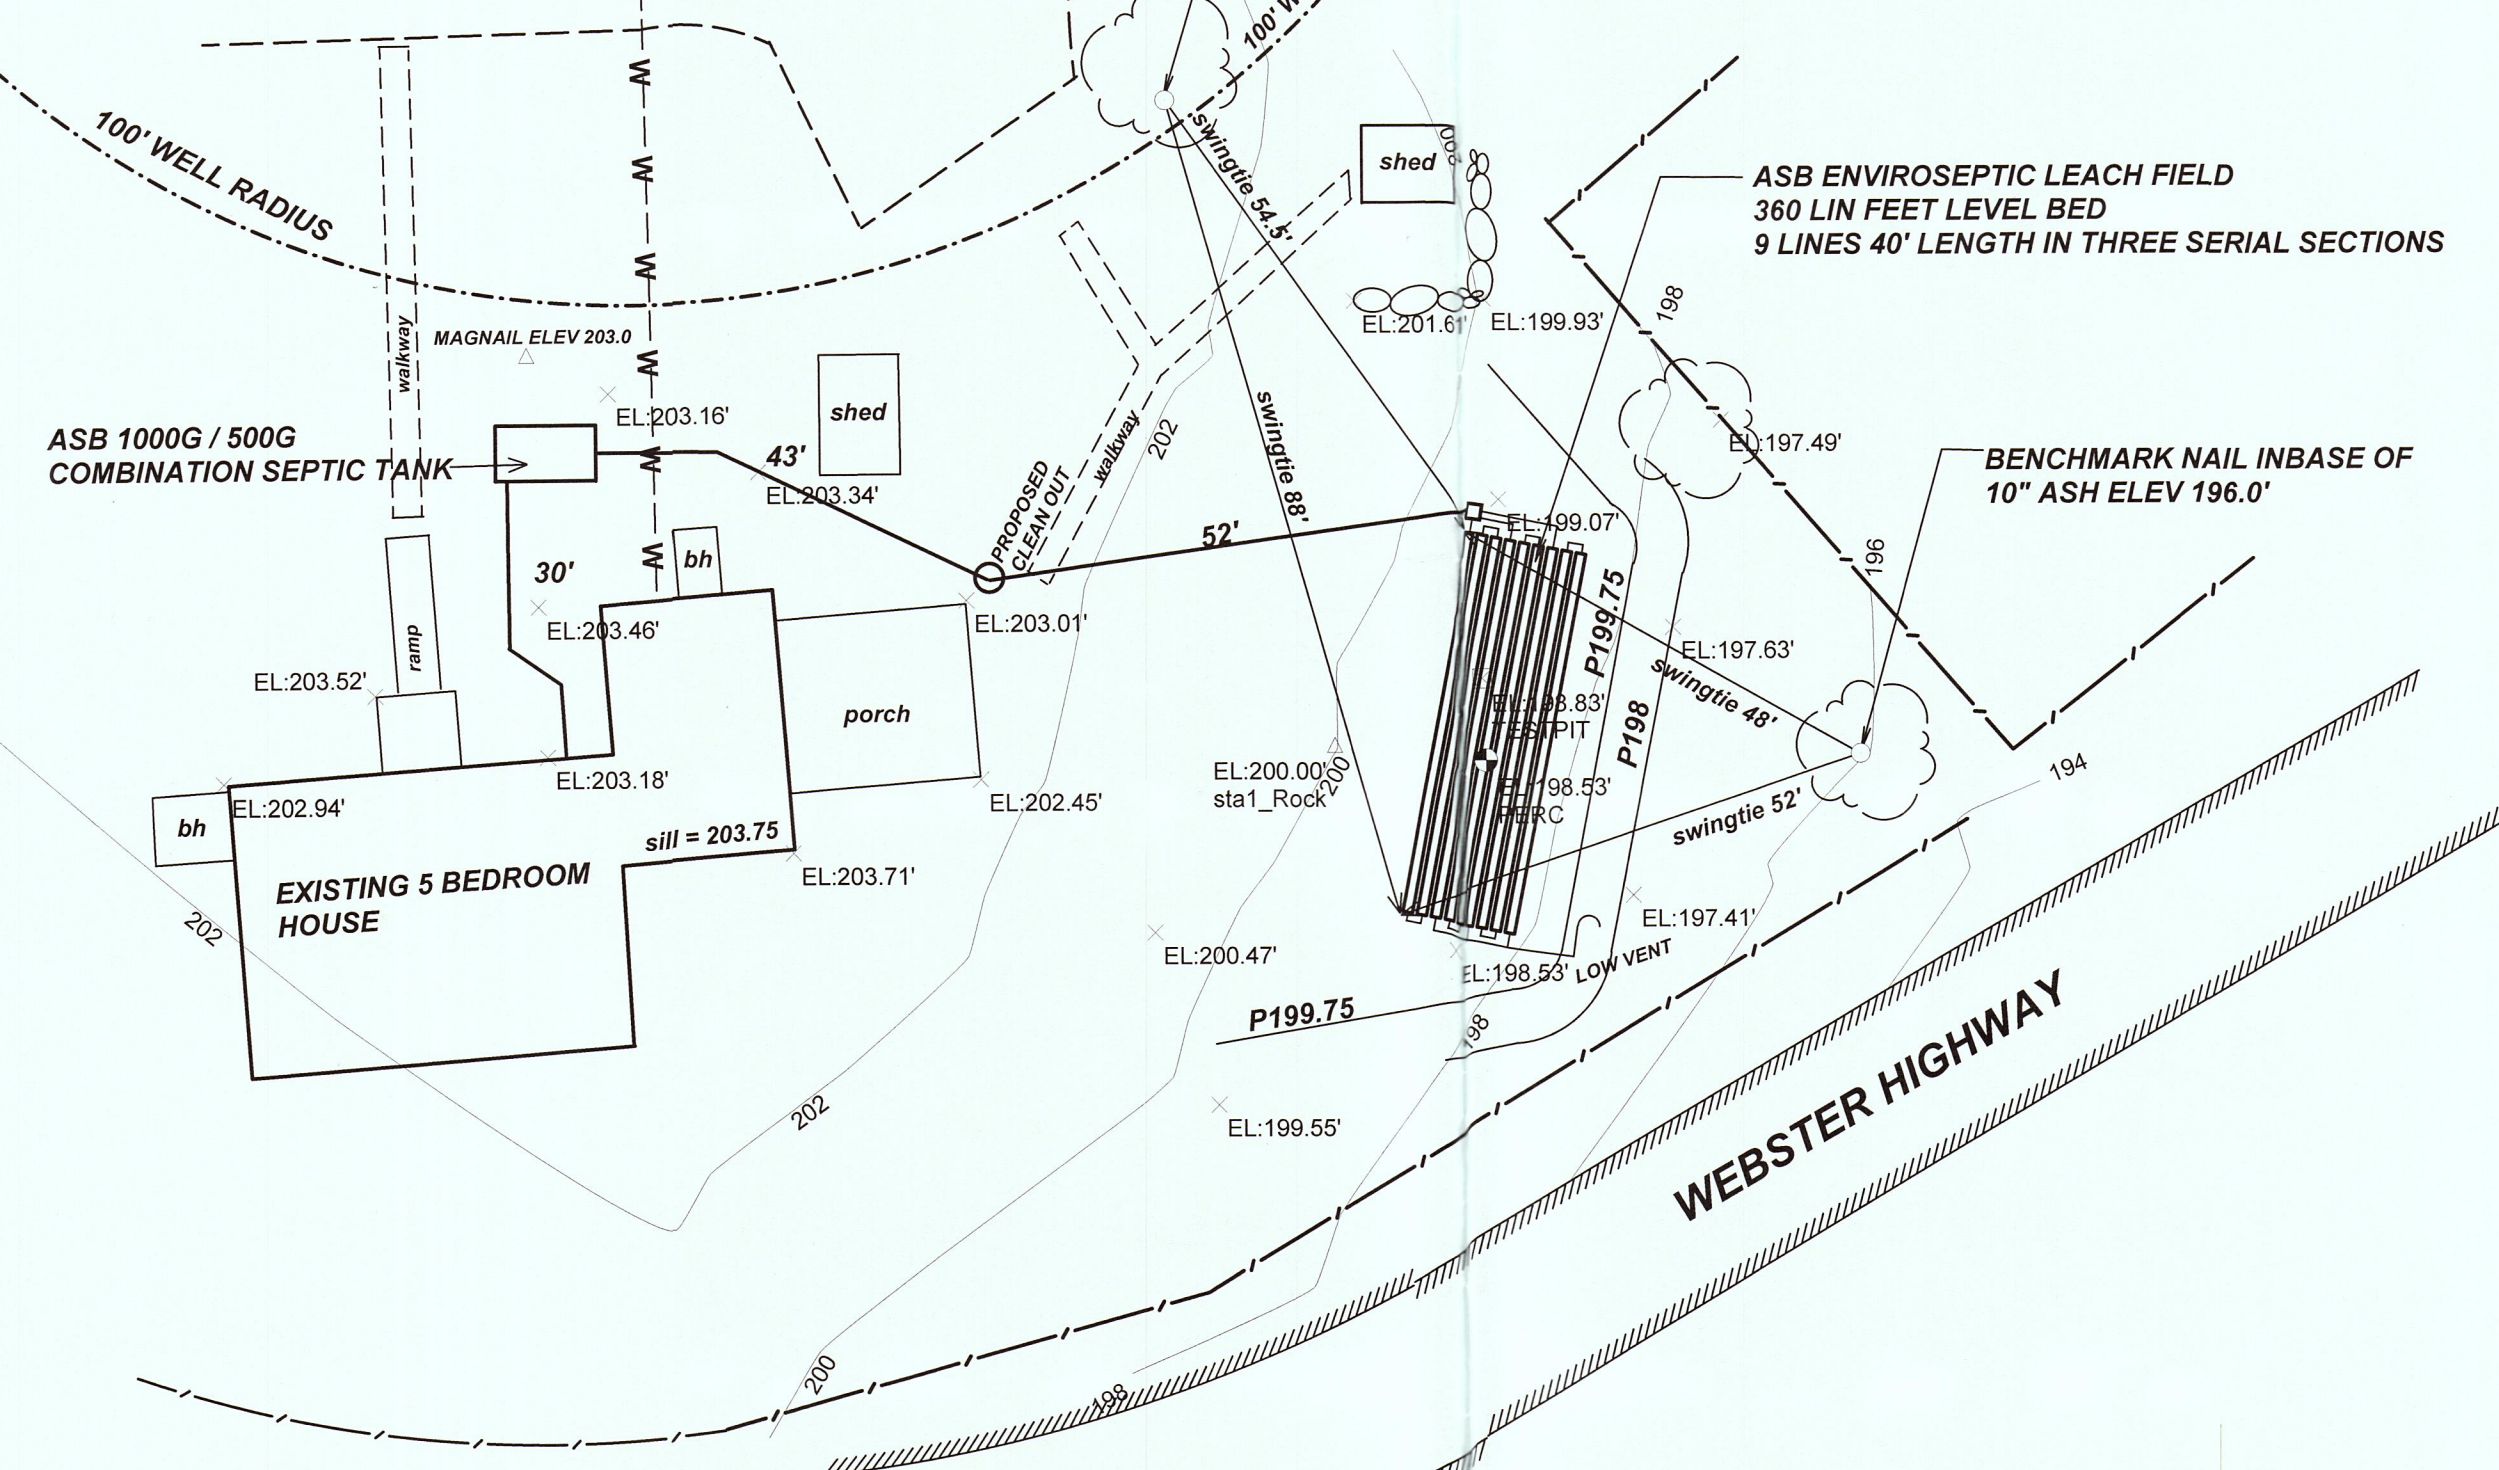 100' WELL RADIUS
W
W
W
W
W
W
100' W
swingtie 54.5'
shed
200
ASB ENVIROSEPTIC LEACH FIELD
360 LIN FEET LEVEL BED
9 LINES 40' LENGTH IN THREE SERIAL SECTIONS
198
EL:201.61'
EL:199.93'
walkway
MAGNAIL ELEV 203.0
EL:203.16'
shed
ASB 1000G / 500G
COMBINATION SEPTIC TANK
43'
EL:203.34'
PROPOSED
CLEAN OUT
walkway
202
swingtie 88'
EL:197.49'
BENCHMARK NAIL INBASE OF
10" ASH ELEV 196.0'
52'
EL:199.07'
196
30'
bh
EL:203.46'
EL:203.01'
P199.75
EL:197.63'
swingtie 48'
ramp
EL:203.52'
porch
EL:198.83'
TESTPIT
P198
EL:203.18'
EL:202.94'
bh
EL:202.45'
EL:200.00'
sta1_Rock
200
EL:198.53'
PERC
swingtie 52'
194
sill = 203.75
EL:203.71'
EXISTING 5 BEDROOM
HOUSE
202
EL:197.41'
EL:200.47'
EL:198.53'
LOW VENT
P199.75
198
202
EL:199.55'
WEBSTER HIGHWAY
200
198